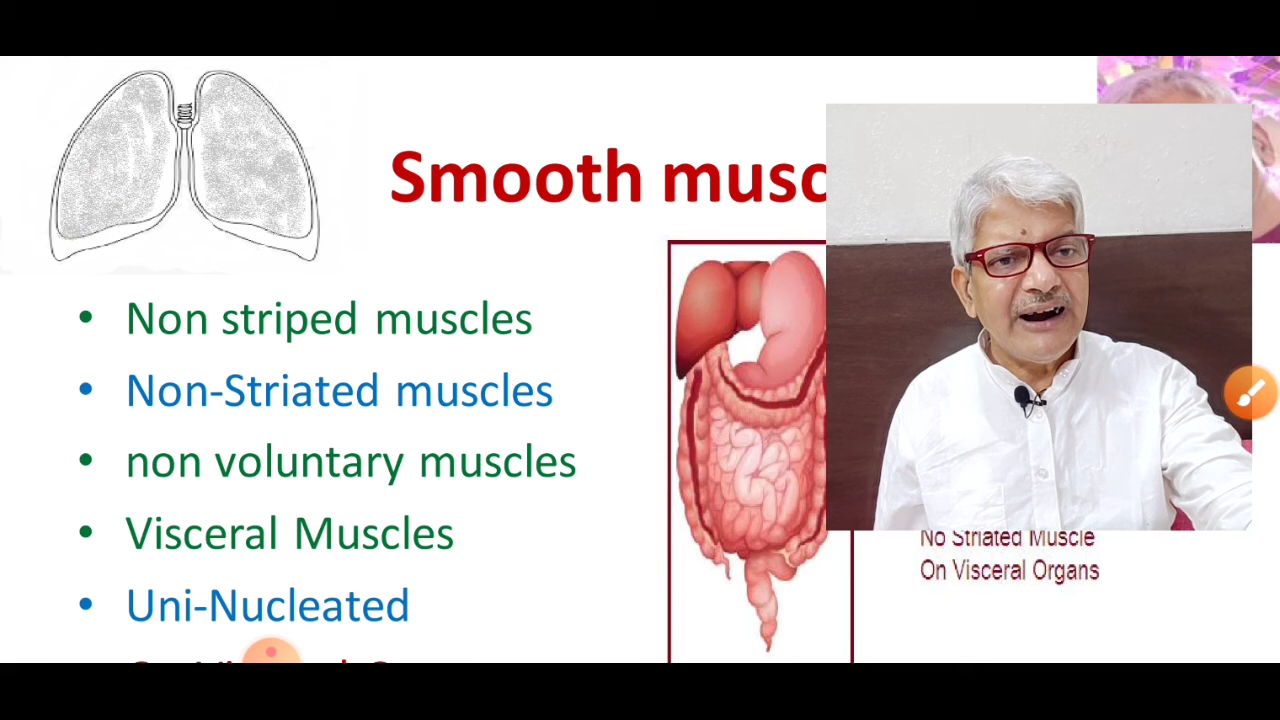 Smooth musc
Non striped muscles
Non-Striated muscles
non voluntary muscles
Visceral Muscles
Uni-Nucleated
No Striated Muscle
On Visceral Organs